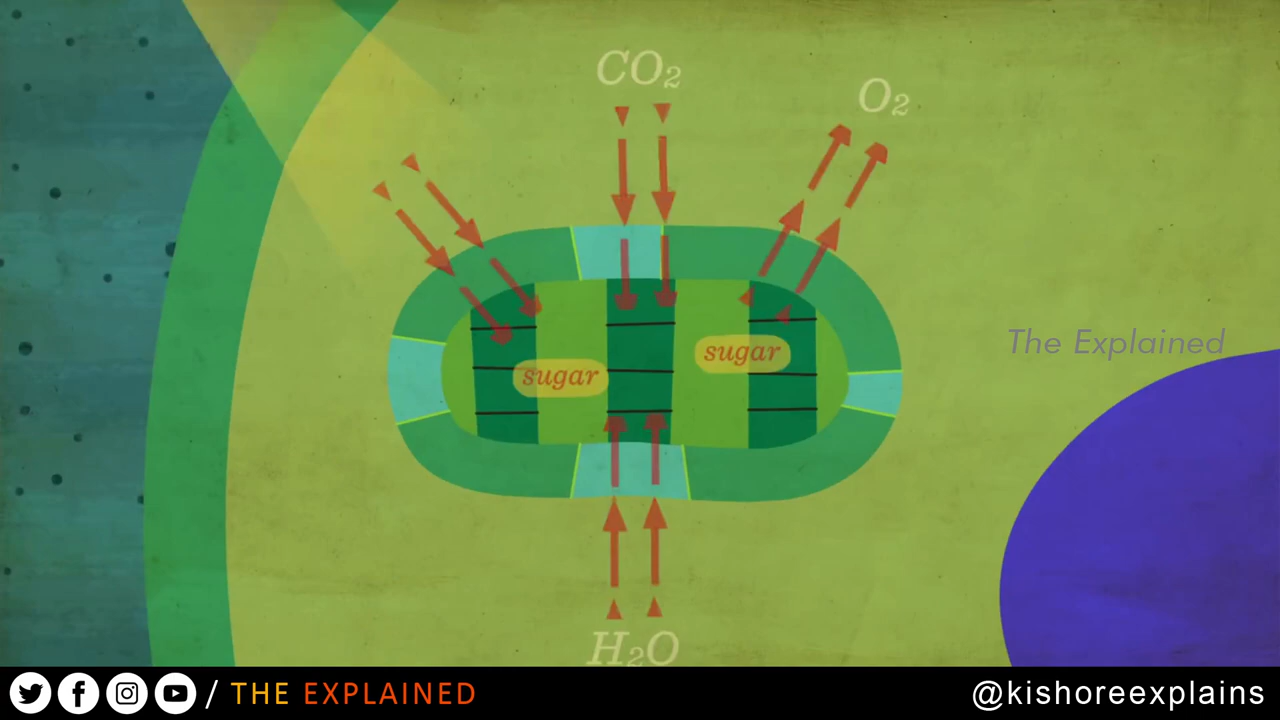 CO₂
O₂
The Explained
sugar
sugar
H₂O
/ THE EXPLAINED
@kishoreexplains